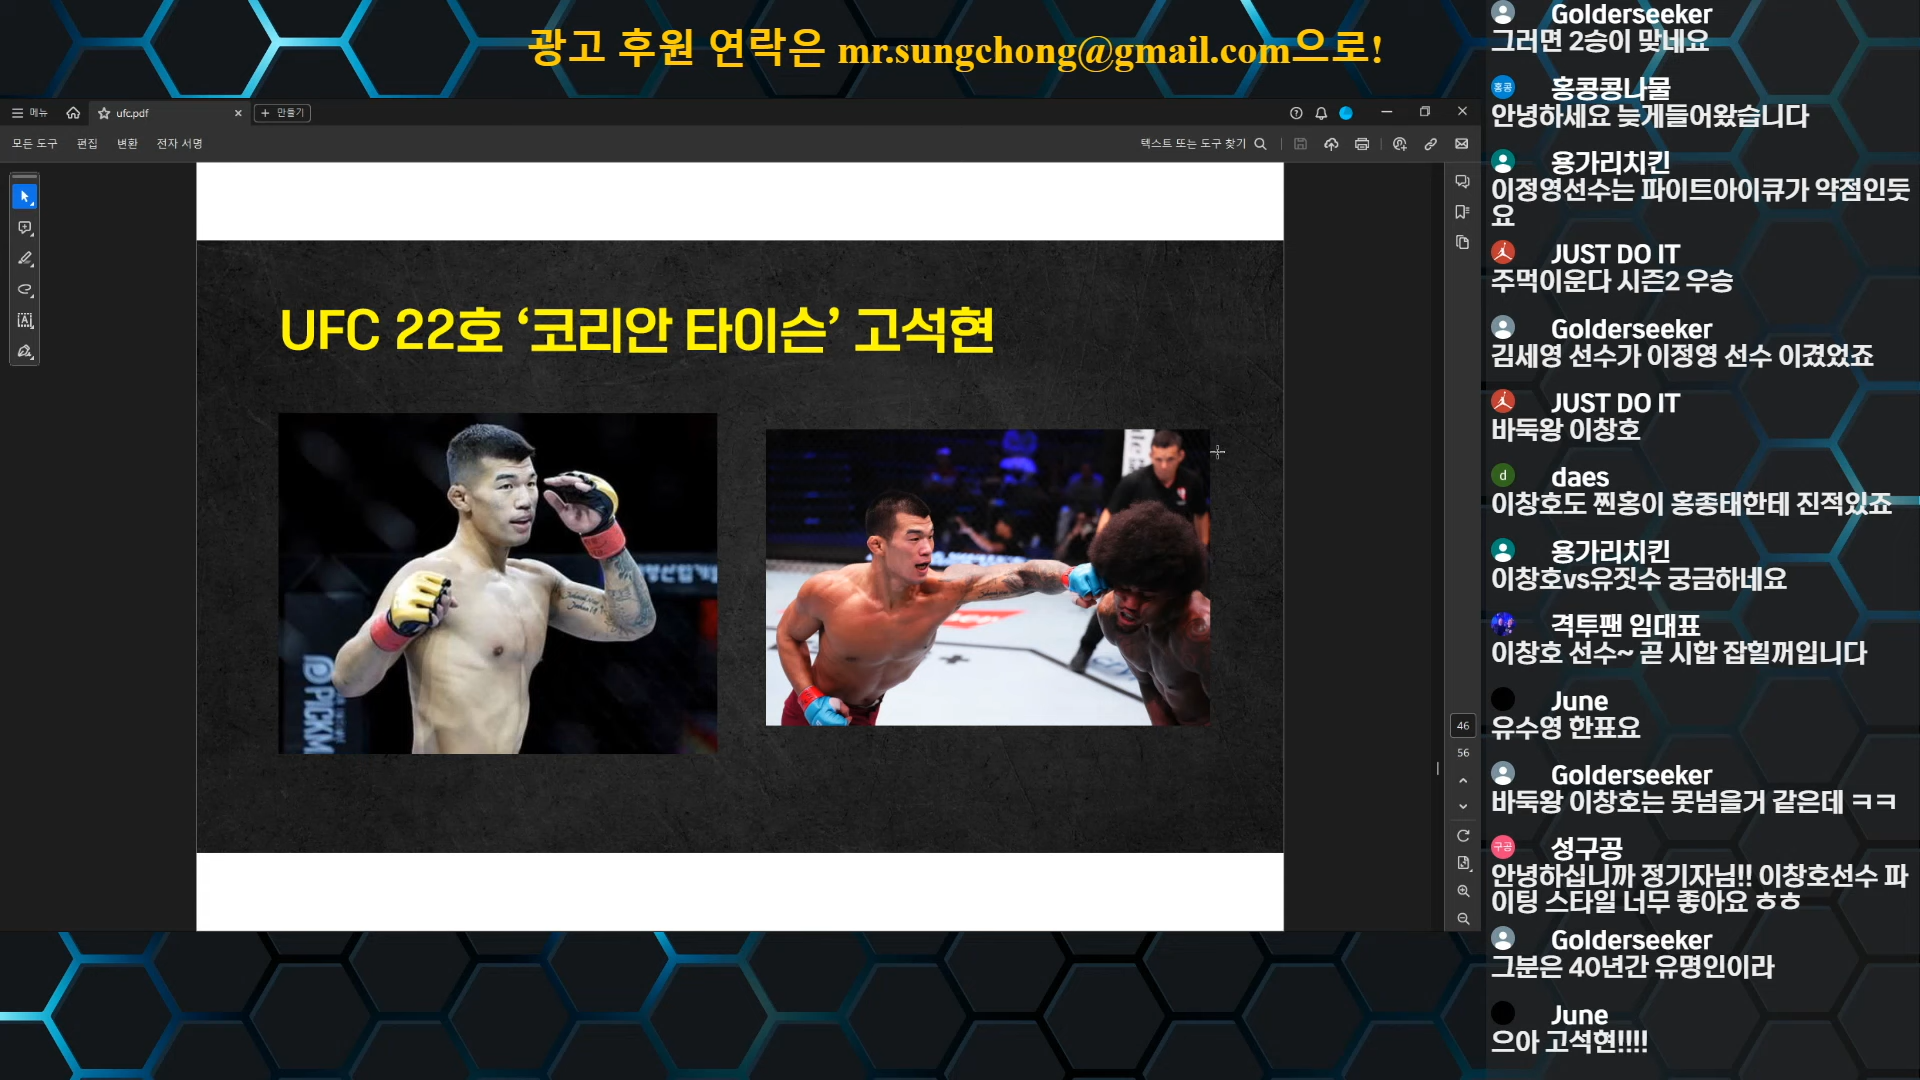 광고 후원 연락은 mr.sungchong@gmail.com으로!
메뉴
ufc.pdf
만들기
모든 도구 편집 변환 전자 서명
텍스트 또는 도구 찾기
UFC 22호 ‘코리안 타이슨’ 고석현
PICKM
46
56
Golderseeker
그러면 2승이 맞네요
홍콩
홍콩콩나물
안녕하세요 늦게들어왔습니다
용가리치킨
이정영선수는 파이트아이큐가 약점인듯
요
JUST DO IT
주먹이운다 시즌2 우승
Golderseeker
김세영 선수가 이정영 선수 이겼었죠
JUST DO IT
바둑왕 이창호
d
daes
이창호도 찐홍이 홍종태한테 진적있죠
용가리치킨
이창호vs유짓수 궁금하네요
격투팬 임대표
이창호 선수~ 곧 시합 잡힐꺼입니다
June
유수영 한표요
Golderseeker
바둑왕 이창호는 못넘을거 같은데 ㅋㅋ
구공
성구공
안녕하십니까 정기자님!! 이창호선수 파
이팅 스타일 너무 좋아요 ㅎㅎ
Golderseeker
그분은 40년간 유명인이라
June
으아 고석현!!!!